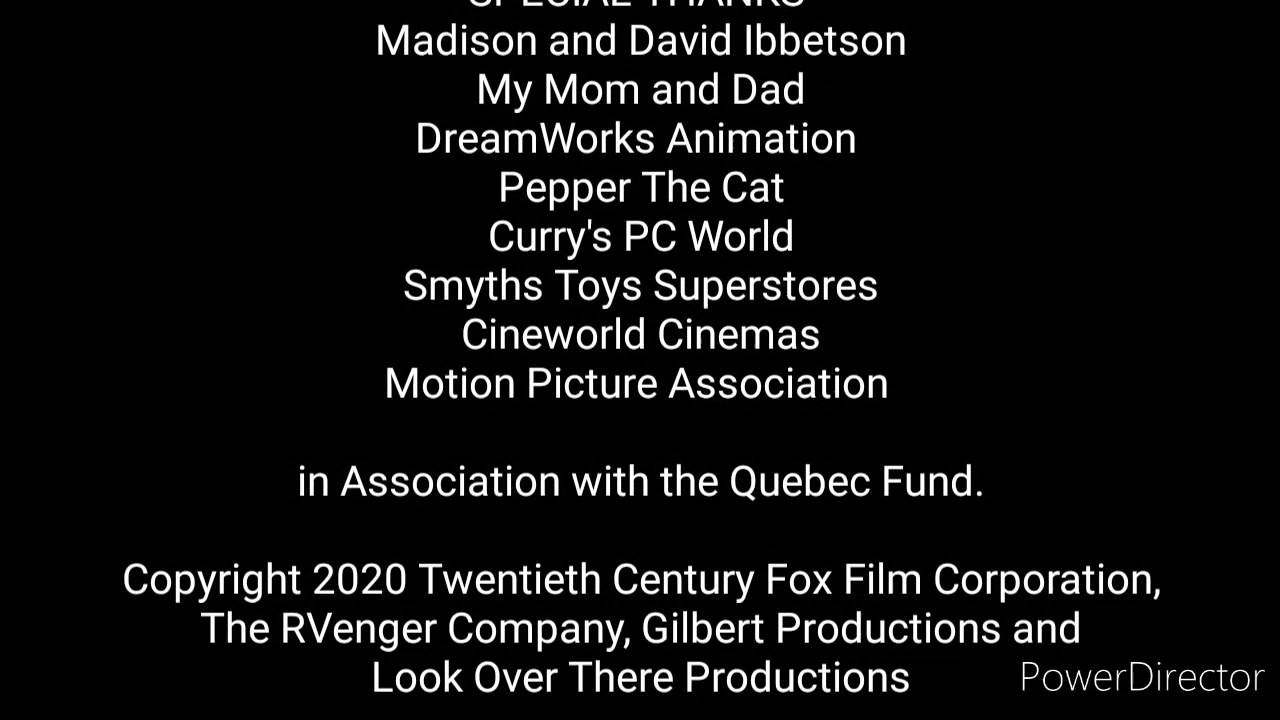 SPECIAL THANKS
Madison and David Ibbetson
My Mom and Dad
DreamWorks Animation
Pepper The Cat
Curry's PC World
Smyths Toys Superstores
Cineworld Cinemas
Motion Picture Association
in Association with the Quebec Fund.
Copyright 2020 Twentieth Century Fox Film Corporation,
The RVenger Company, Gilbert Productions and
Look Over There Productions
PowerDirector